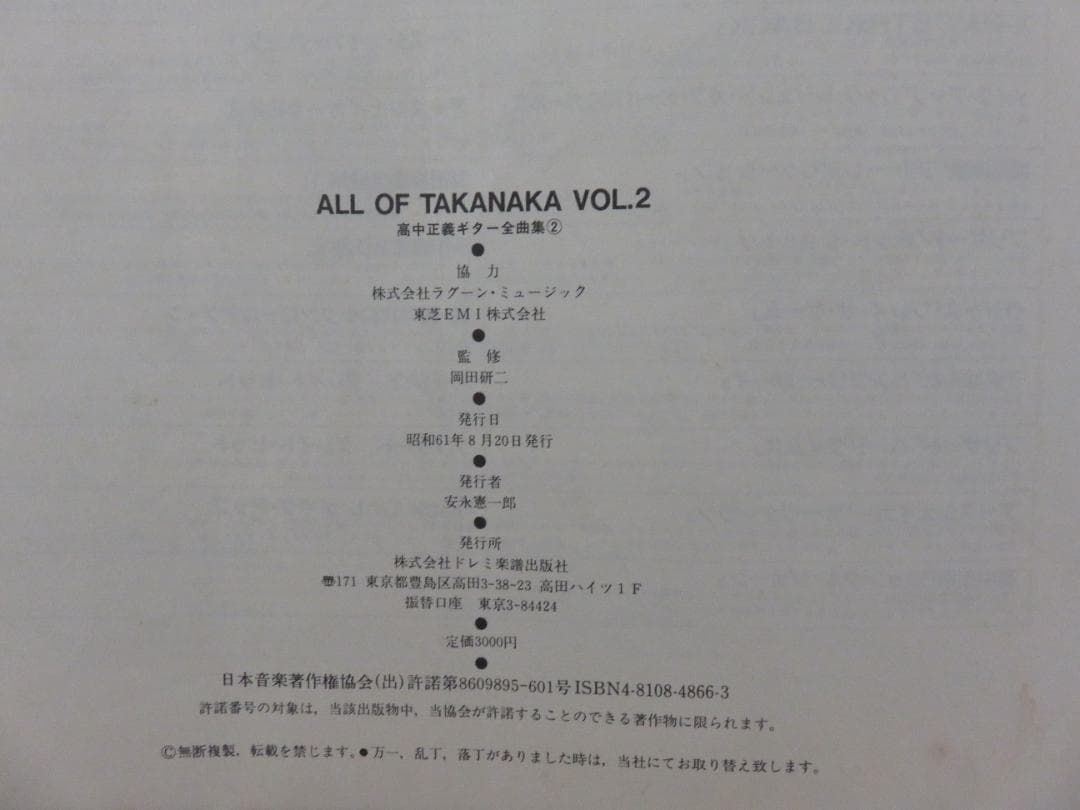 ALL OF TAKANAKA VOL.2
高中正義ギター全曲集②
●
協 力
株式会社ラグーン・ミュージック
東芝EMI株式会社
●
監 修
岡田研二
●
発行日
昭和61年8月20日発行
●
発行者
安永憲一郎
●
発行所
株式会社ドレミ楽譜出版社
〠171 東京都豊島区高田3-38-23 高田ハイツ1F
振替口座 東京3-84424
●
定価3000円
●
日本音楽著作権協会(出)許諾第8609895-601号ISBN4-8108-4866-3
許諾番号の対象は,当該出版物中,当協会が許諾することのできる著作物に限られます。
©無断複製,転載を禁じます。●万一,乱丁,落丁がありました時は,当社にてお取り替え致します。